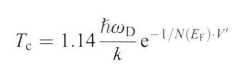 T_c = 1.14 \frac{\hbar\omega_D}{k} e^{-1/N(E_F)\cdot V'}